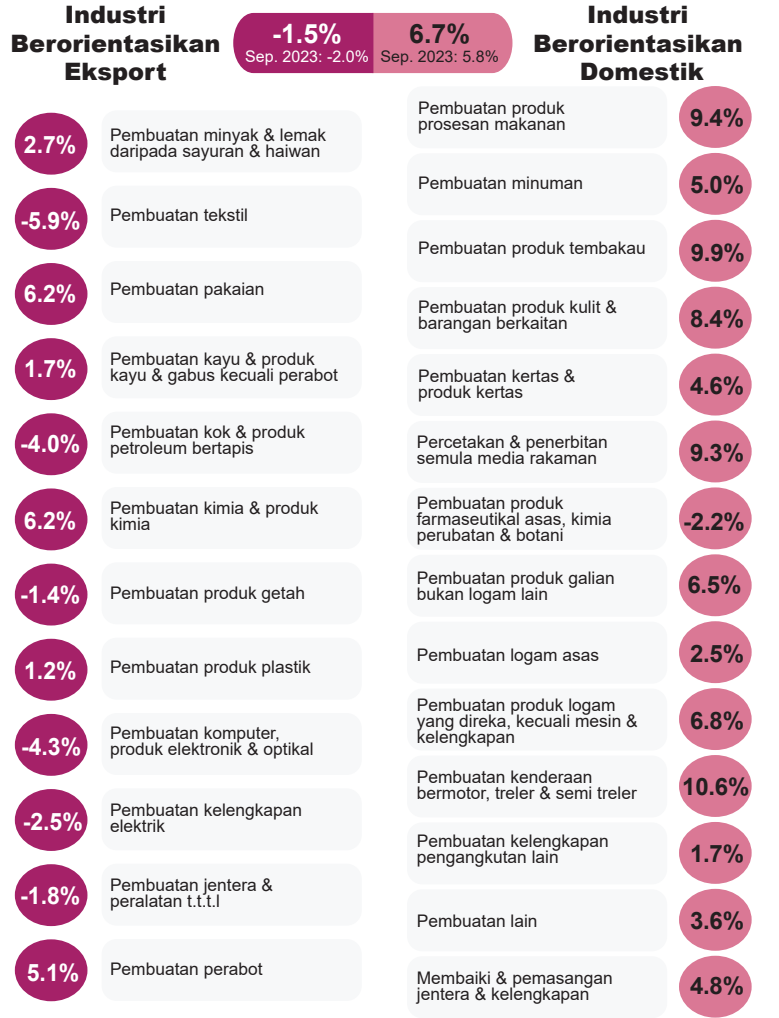 Industri
Berorientasikan
Eksport
-1.5%
Sep. 2023: -2.0%
6.7%
Sep. 2023: 5.8%
Industri
Berorientasikan
Domestik
2.7%
Pembuatan minyak & lemak
daripada sayuran & haiwan
-5.9%
Pembuatan tekstil
6.2%
Pembuatan pakaian
1.7%
Pembuatan kayu & produk
kayu & gabus kecuali perabot
-4.0%
Pembuatan kok & produk
petroleum bertapis
6.2%
Pembuatan kimia & produk
kimia
-1.4%
Pembuatan produk getah
1.2%
Pembuatan produk plastik
-4.3%
Pembuatan komputer,
produk elektronik & optikal
-2.5%
Pembuatan kelengkapan
elektrik
-1.8%
Pembuatan jentera &
peralatan t.t.t.l
5.1%
Pembuatan perabot
Pembuatan produk
prosesan makanan
9.4%
Pembuatan minuman
5.0%
Pembuatan produk tembakau
9.9%
Pembuatan produk kulit &
barangan berkaitan
8.4%
Pembuatan kertas &
produk kertas
4.6%
Percetakan & penerbitan
semula media rakaman
9.3%
Pembuatan produk
farmaseutikal asas, kimia
perubatan & botani
-2.2%
Pembuatan produk galian
bukan logam lain
6.5%
Pembuatan logam asas
2.5%
Pembuatan produk logam
yang direka, kecuali mesin &
kelengkapan
6.8%
Pembuatan kenderaan
bermotor, treler & semi treler
10.6%
Pembuatan kelengkapan
pengangkutan lain
1.7%
Pembuatan lain
3.6%
Membaiki & pemasangan
jentera & kelengkapan
4.8%